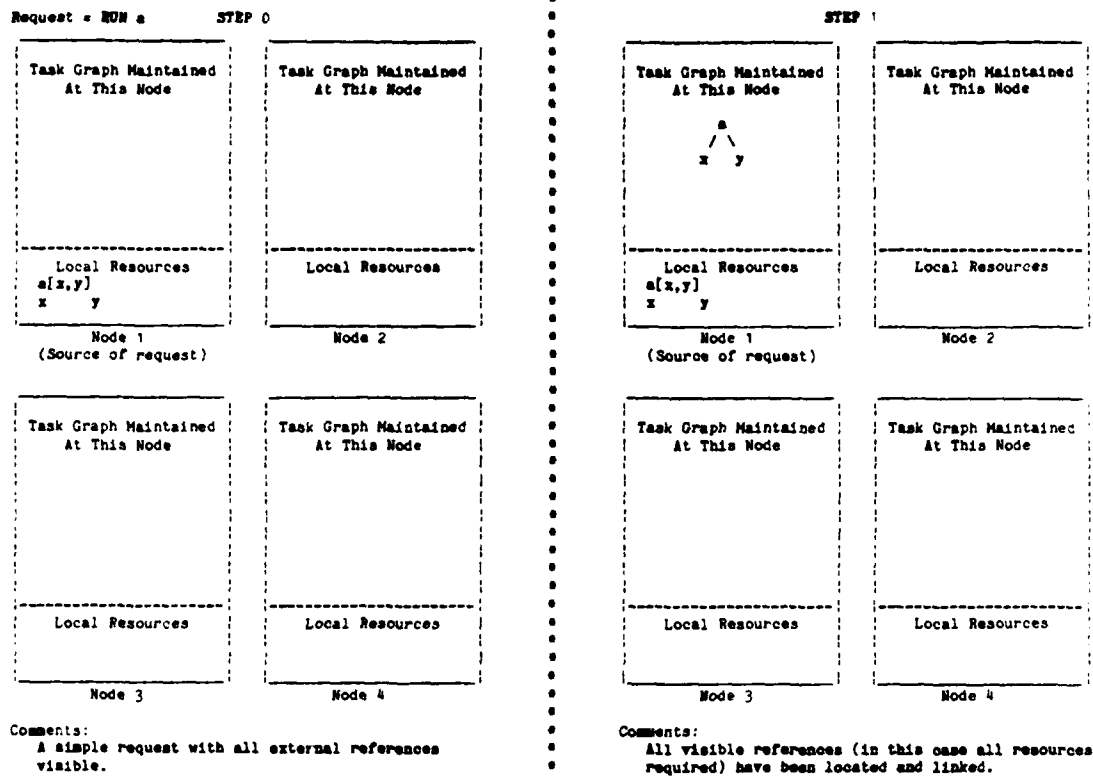 Request = RUN a STEP 0
Task Graph Maintained
At This Node
Local Resources
a[x,y]
x y
Node 1
(Source of request)
Task Graph Maintained
At This Node
Local Resources
Node 2
Task Graph Maintained
At This Node
Local Resources
Node 3
Task Graph Maintained
At This Node
Local Resources
Node 4
Comments:
A simple request with all external references
visible.
STEP 1
Task Graph Maintained
At This Node
a
/ \
x y
Local Resources
a[x,y]
x y
Node 1
(Source of request)
Task Graph Maintained
At This Node
Local Resources
Node 2
Task Graph Maintained
At This Node
Local Resources
Node 3
Task Graph Maintained
At This Node
Local Resources
Node 4
Comments:
All visible references (in this case all resources
required) have been located and linked.